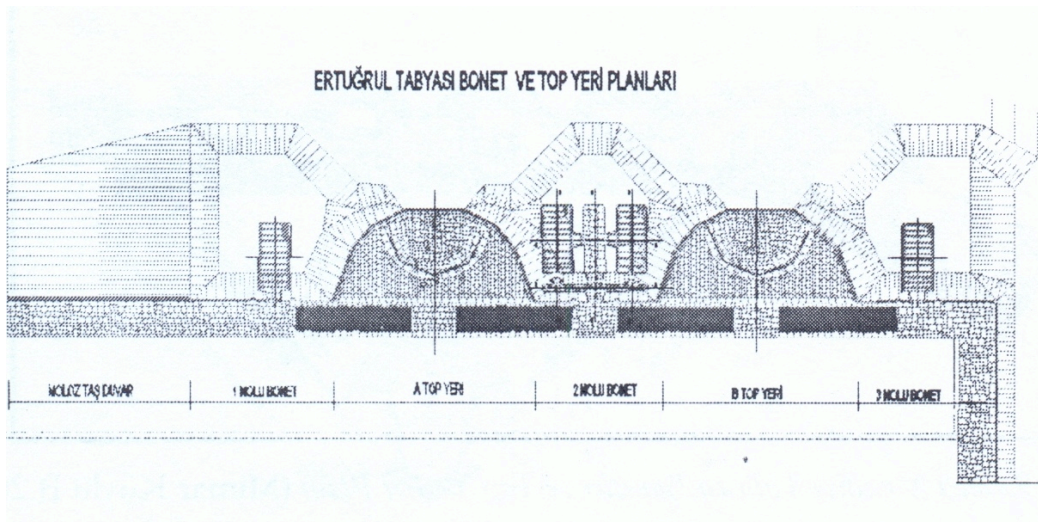 ERTUĞRUL TABYASI BONET VE TOP YERİ PLANLARI
MOLOZ TAŞ DUVAR
1 NOLU BONET
A TOP YERİ
2 NOLU BONET
B TOP YERİ
3 NOLU BONET